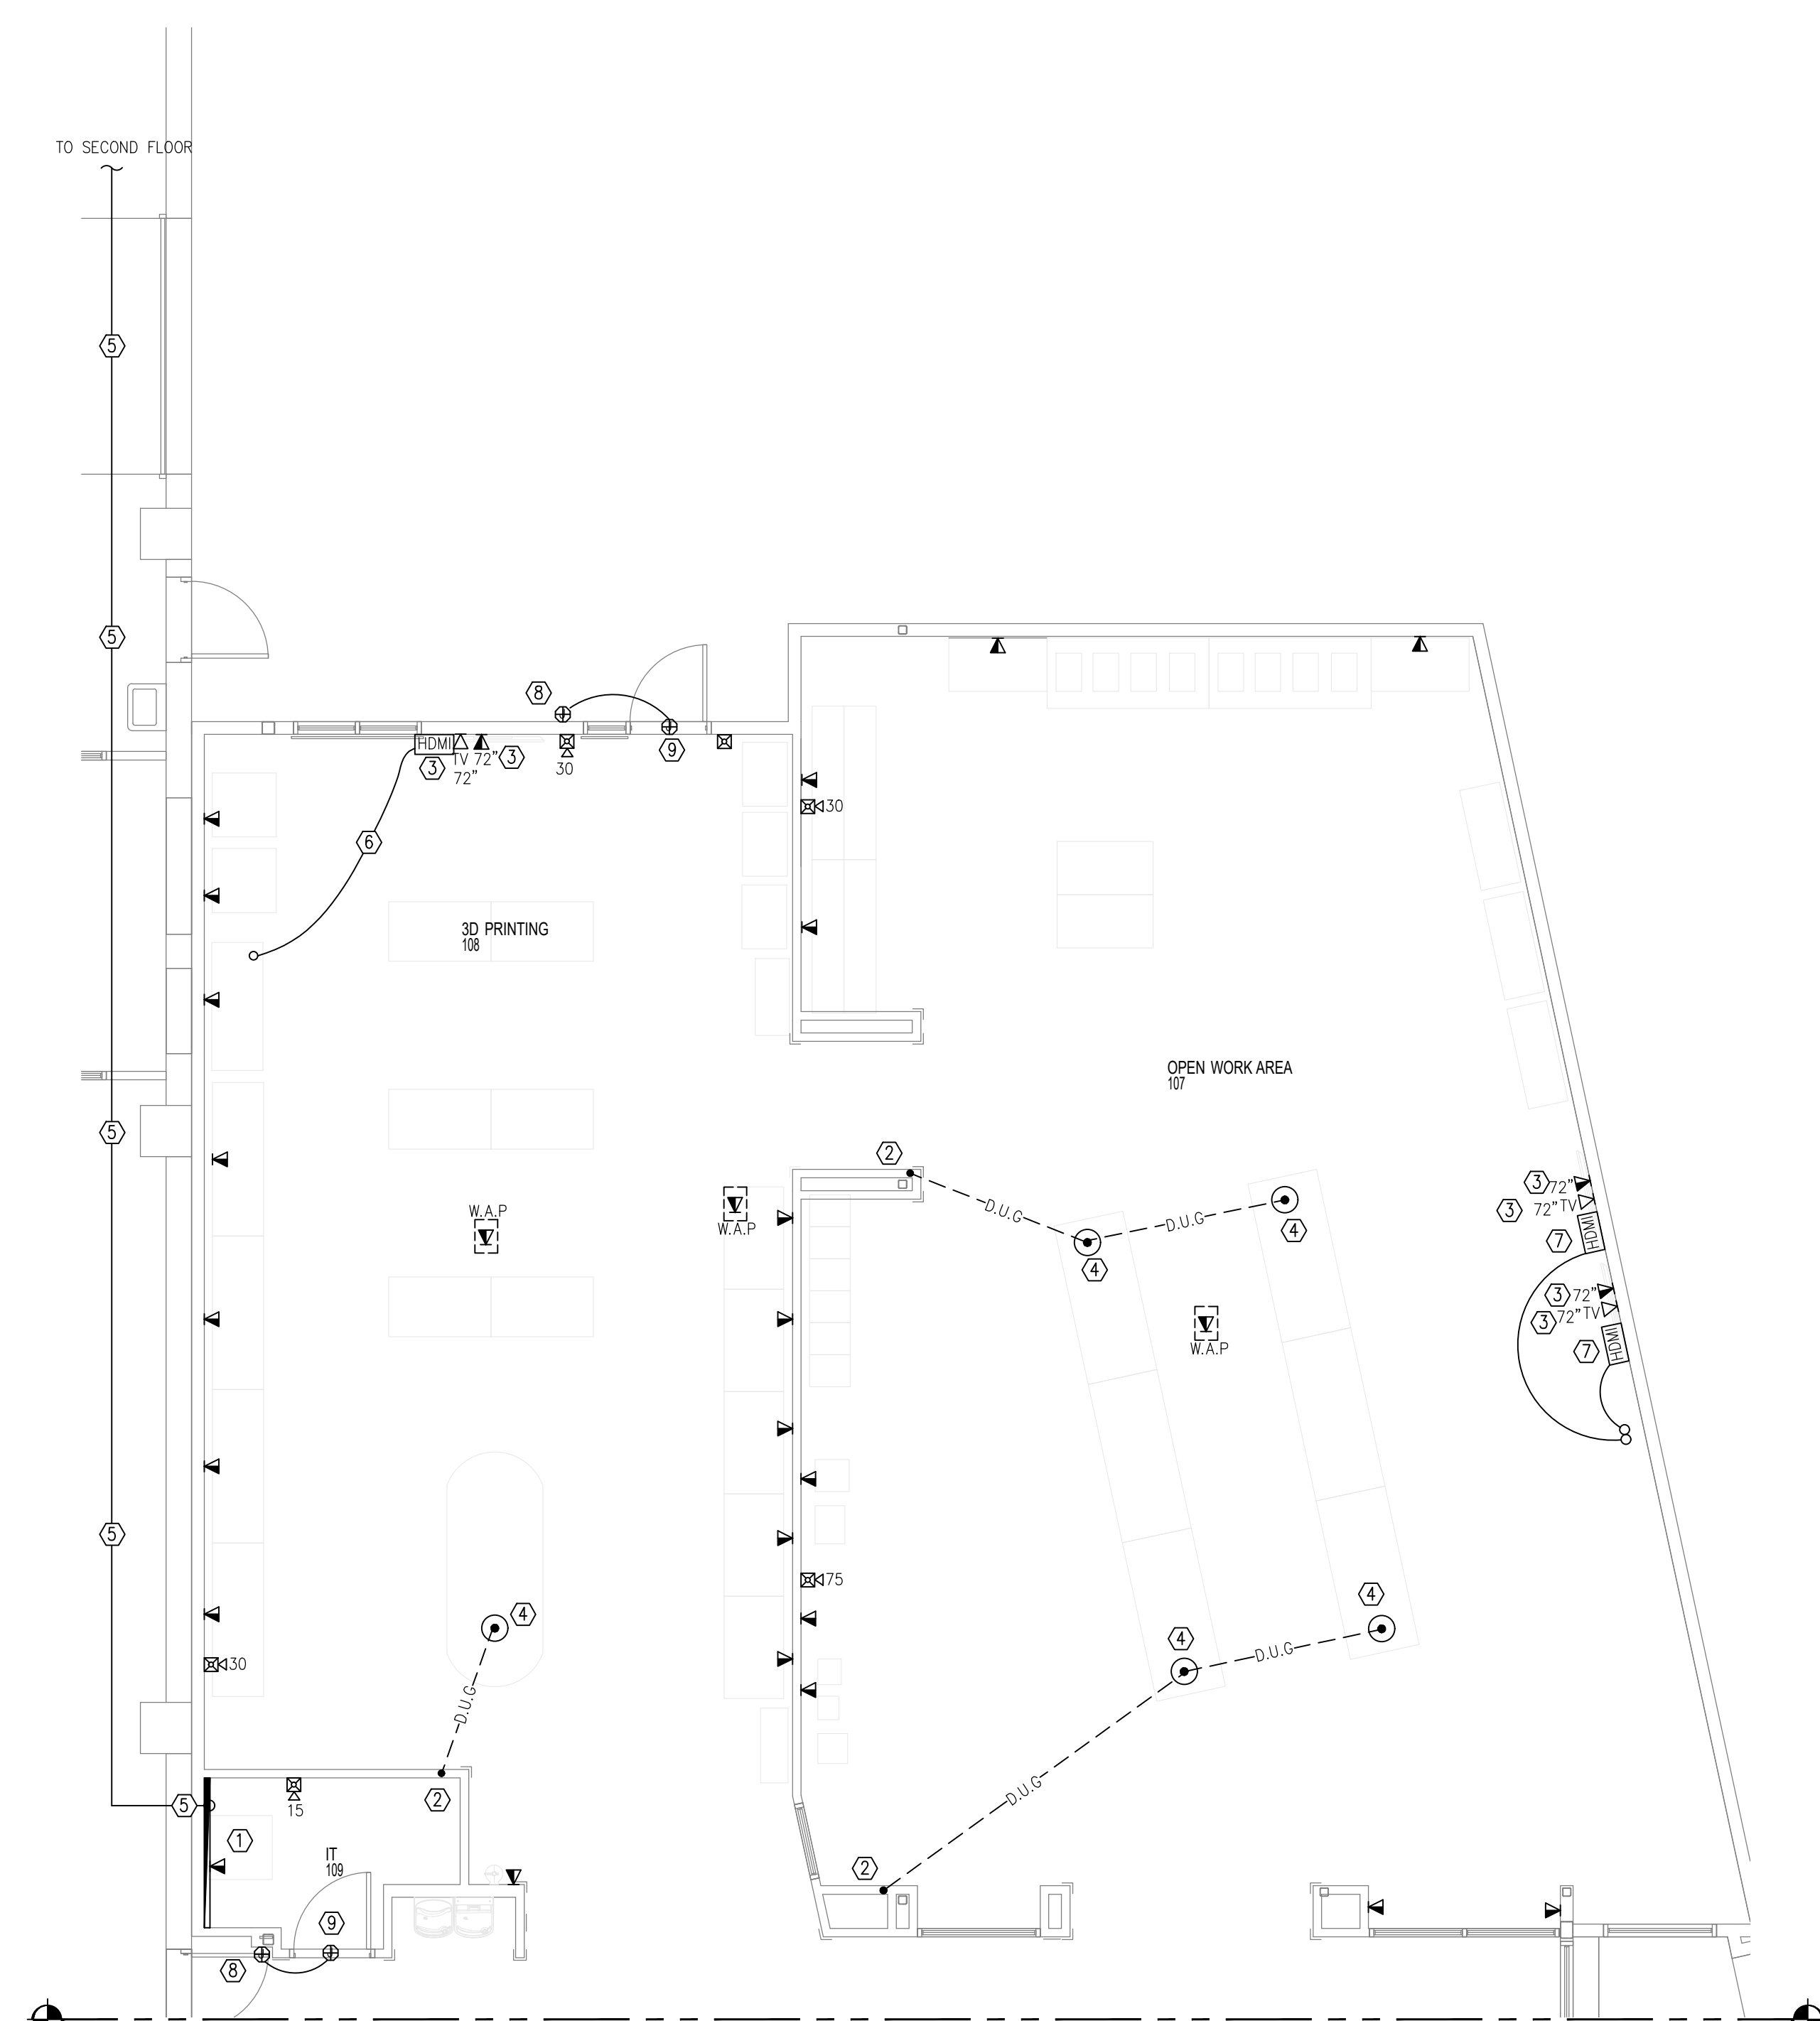 TO SECOND FLOOR
5
5
8
9
HDMI
TV
72"
72"
3
3
30
30
6
3D PRINTING
108
OPEN WORK AREA
107
5
2
D.U.G
D.U.G
4
4
W.A.P
W.A.P
W.A.P
3
72"
3
72" TV
HDMI
7
3
72"
3
72" TV
HDMI
7
5
75
4
4
4
30
D.U.G
D.U.G
D.U.G
2
5
15
1
IT
109
2
9
8